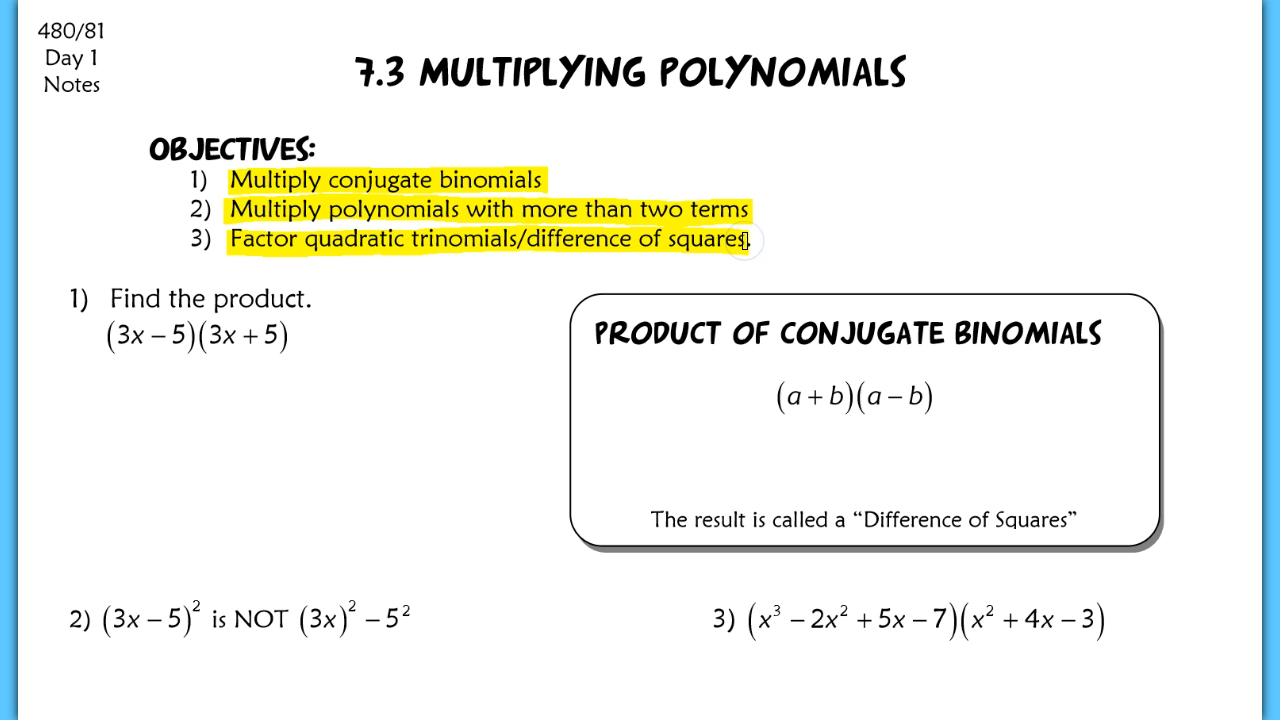 480/81
Day 1
Notes
7.3 MULTIPLYING POLYNOMIALS
OBJECTIVES:
1) Multiply conjugate binomials
2) Multiply polynomials with more than two terms
3) Factor quadratic trinomials/difference of squares.
1) Find the product.
(3x – 5)(3x + 5)
PRODUCT OF CONJUGATE BINOMIALS
(a + b)(a – b)
The result is called a “Difference of Squares”
2) (3x – 5)² is NOT (3x)² – 5²
3) (x³ – 2x² + 5x – 7)(x² + 4x – 3)